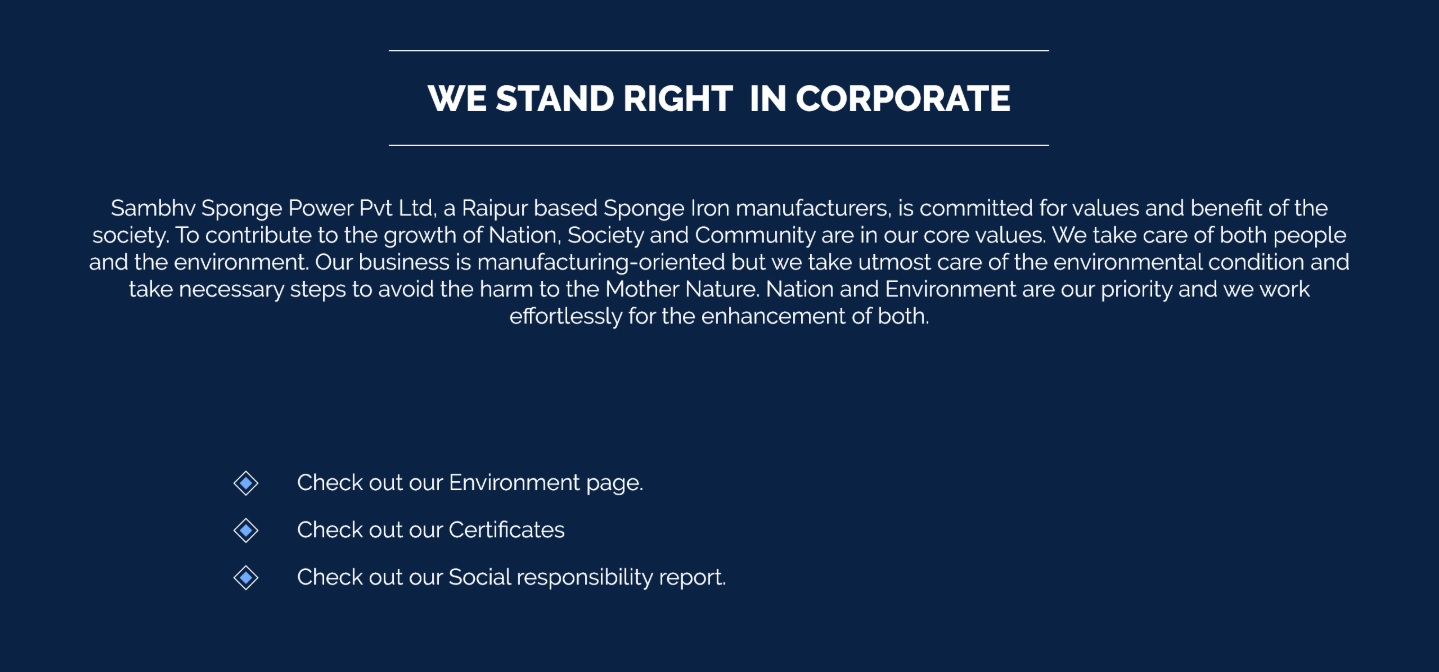 WE STAND RIGHT  IN CORPORATE
Sambhv Sponge Power Pvt Ltd, a Raipur based Sponge Iron manufacturers, is committed for values and benefit of the
society. To contribute to the growth of Nation, Society and Community are in our core values. We take care of both people
and the environment. Our business is manufacturing-oriented but we take utmost care of the environmental condition and
take necessary steps to avoid the harm to the Mother Nature. Nation and Environment are our priority and we work
effortlessly for the enhancement of both.
Check out our Environment page.
Check out our Certificates
Check out our Social responsibility report.